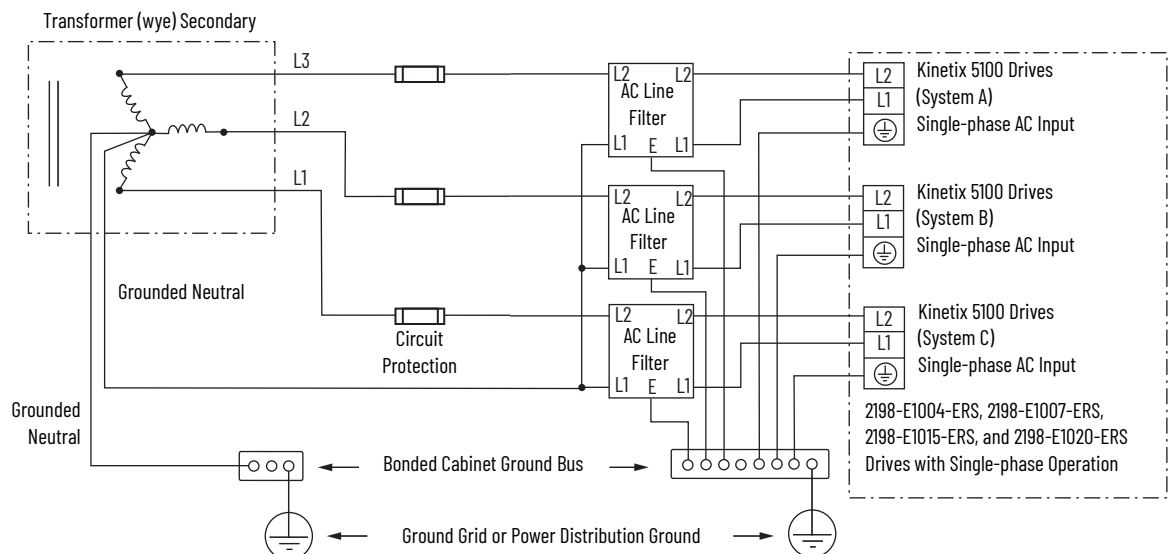 Transformer (wye) Secondary
L3
L2
L1
Grounded Neutral
Grounded
Neutral
Circuit
Protection
L2 L2
AC Line
Filter
L1 E L1
L2 L2
AC Line
Filter
L1 E L1
L2 L2
AC Line
Filter
L1 E L1
L2
L1
Kinetix 5100 Drives
(System A)
Single-phase AC Input
L2
L1
Kinetix 5100 Drives
(System B)
Single-phase AC Input
L2
L1
Kinetix 5100 Drives
(System C)
Single-phase AC Input
2198-E1004-ERS, 2198-E1007-ERS,
2198-E1015-ERS, and 2198-E1020-ERS
Drives with Single-phase Operation
Bonded Cabinet Ground Bus
Ground Grid or Power Distribution Ground